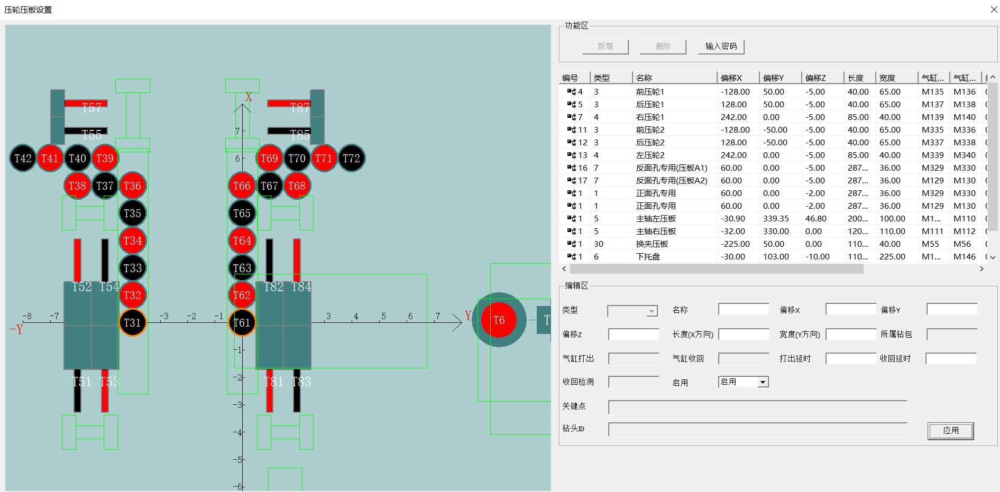 压轮压板设置
X
T57
T87
T55
T85
7
T42 T41 T40 T39
6
T69 T70 T71 T72
T38 T37 T36
T66 T67 T68
T35
T65
T34
T64
T33
T63
T52 T54
T32
T62
T82 T84
-Y
-8 -7
T31
-3 -2 -1
T61
3 4 5 6 7
Y
T6
T
-1
T51 T53
-2
T81 T83
-3
-4
-5
-6
功能区
新增 删除 输入密码
编号 类型 名称 偏移X 偏移Y 偏移Z 长度 宽度 气缸... 气缸...
4 3 前压轮1 -128.00 50.00 -5.00 40.00 65.00 M135 M136
5 3 后压轮1 128.00 50.00 -5.00 40.00 65.00 M137 M138
7 4 右压轮1 242.00 0.00 -5.00 85.00 40.00 M139 M140
11 3 前压轮2 -128.00 -50.00 -5.00 40.00 65.00 M335 M336
12 3 后压轮2 128.00 -50.00 -5.00 40.00 65.00 M337 M338
13 4 左压轮2 242.00 0.00 -5.00 85.00 40.00 M339 M340
16 7 反面孔专用(压板A1) 60.00 0.00 -5.00 287... 36.00 M329 M330
17 7 反面孔专用(压板A2) 60.00 0.00 -5.00 287... 36.00 M129 M130
1 1 正面孔专用 60.00 0.00 -2.00 287... 36.00 M329 M330
1 1 正面孔专用 60.00 0.00 -2.00 287... 36.00 M129 M130
1 5 主轴左压板 -30.90 339.35 46.80 200... 100.00 M1... M110
1 5 主轴右压板 -32.00 330.00 0.00 120... 110.00 M111 M112
1 30 换夹压板 -225.00 50.00 0.00 110... 40.00 M55 M56
1 6 下托盘 -30.00 103.00 -10.00 110... 225.00 M1... M146
编辑区
类型 名称 偏移X 偏移Y
偏移Z 长度(X方向) 宽度(Y方向) 所属钻包
气缸打出 气缸收回 打出延时 收回延时
收回检测 启用 启用
关键点
钻头ID
应用